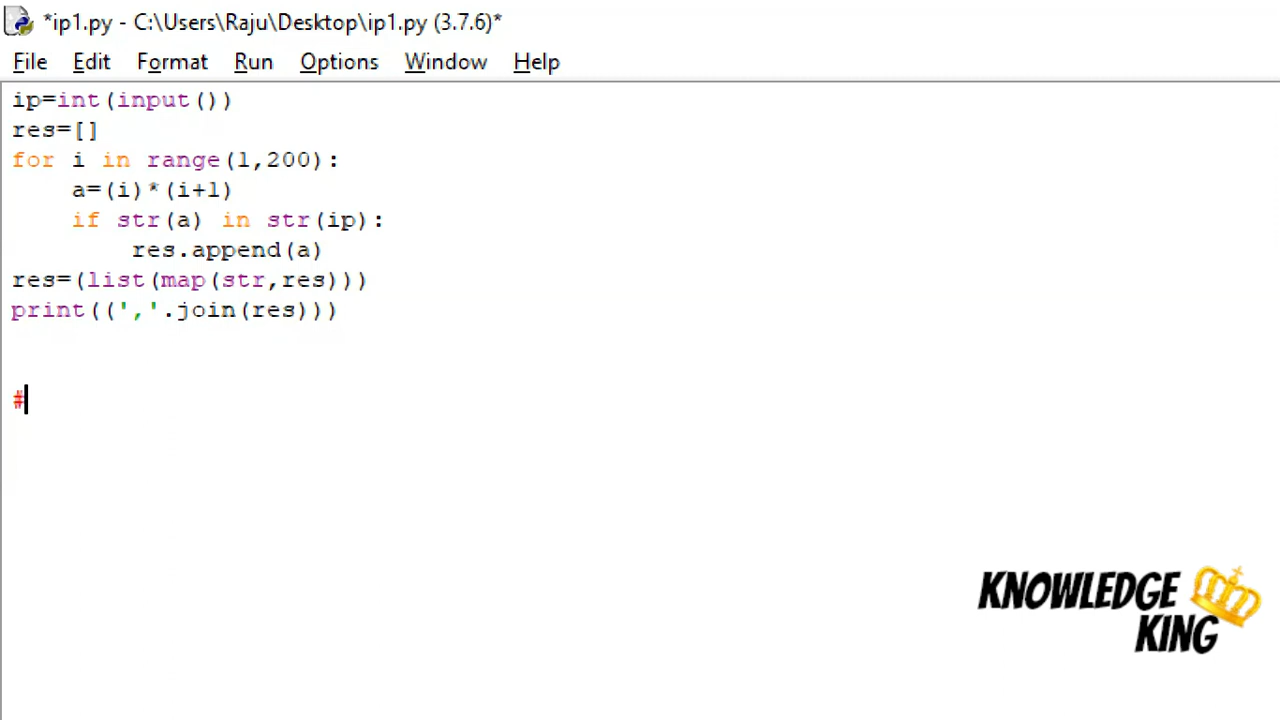 *ip1.py - C:\Users\Raju\Desktop\ip1.py (3.7.6)*
File Edit Format Run Options Window Help
ip=int(input())
res=[]
for i in range(1,200):
    a=(i)*(i+1)
    if str(a) in str(ip):
        res.append(a)
res=(list(map(str,res)))
print((','.join(res)))
#
KNOWLEDGE
KING